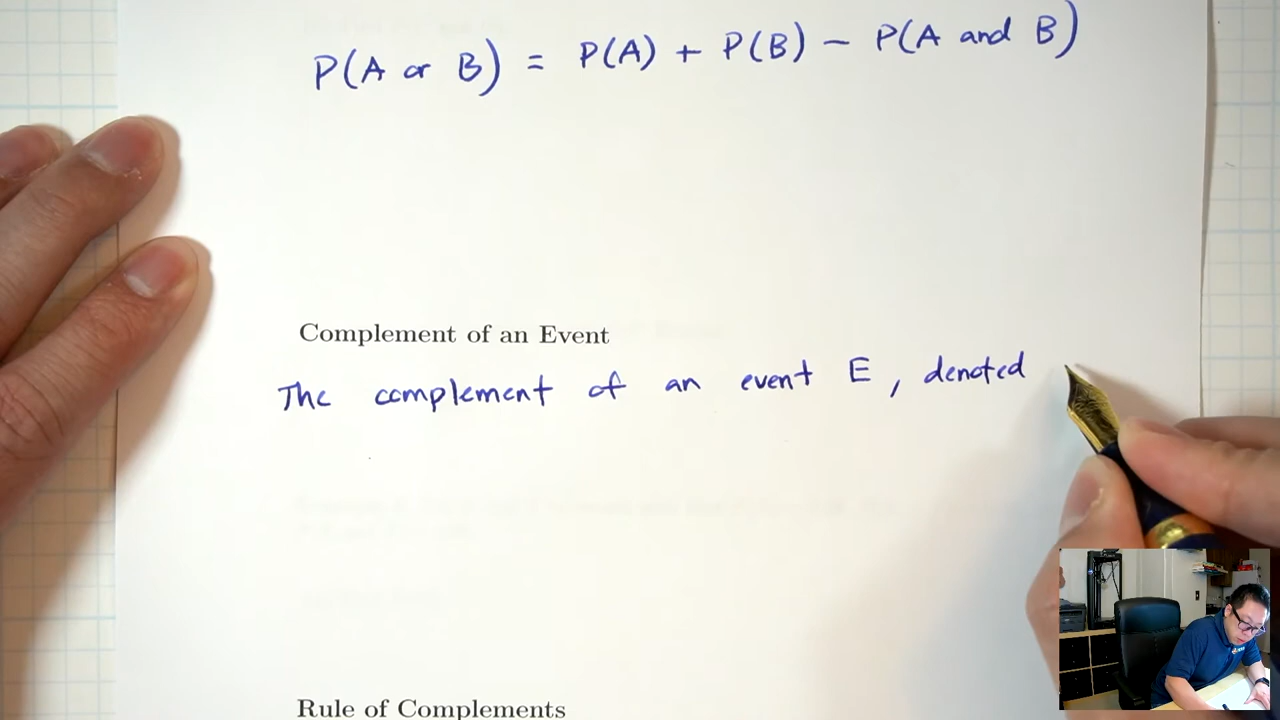 P(A or B) = P(A) + P(B) − P(A and B)
Complement of an Event
The complement of an event E, denoted
Rule of Complements